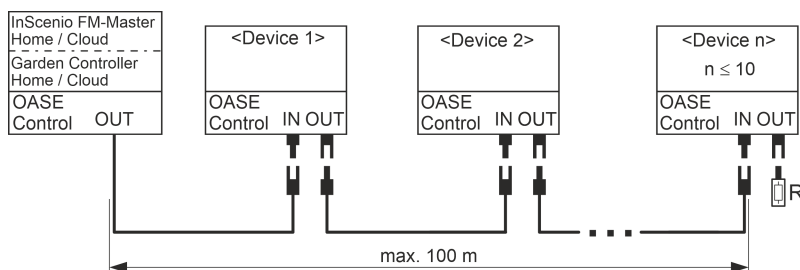 InScenio FM-Master
Home / Cloud
Garden Controller
Home / Cloud
OASE
Control OUT
<Device 1>
OASE
Control IN OUT
<Device 2>
OASE
Control IN OUT
<Device n>
n ≤ 10
OASE
Control IN OUT
R
max. 100 m